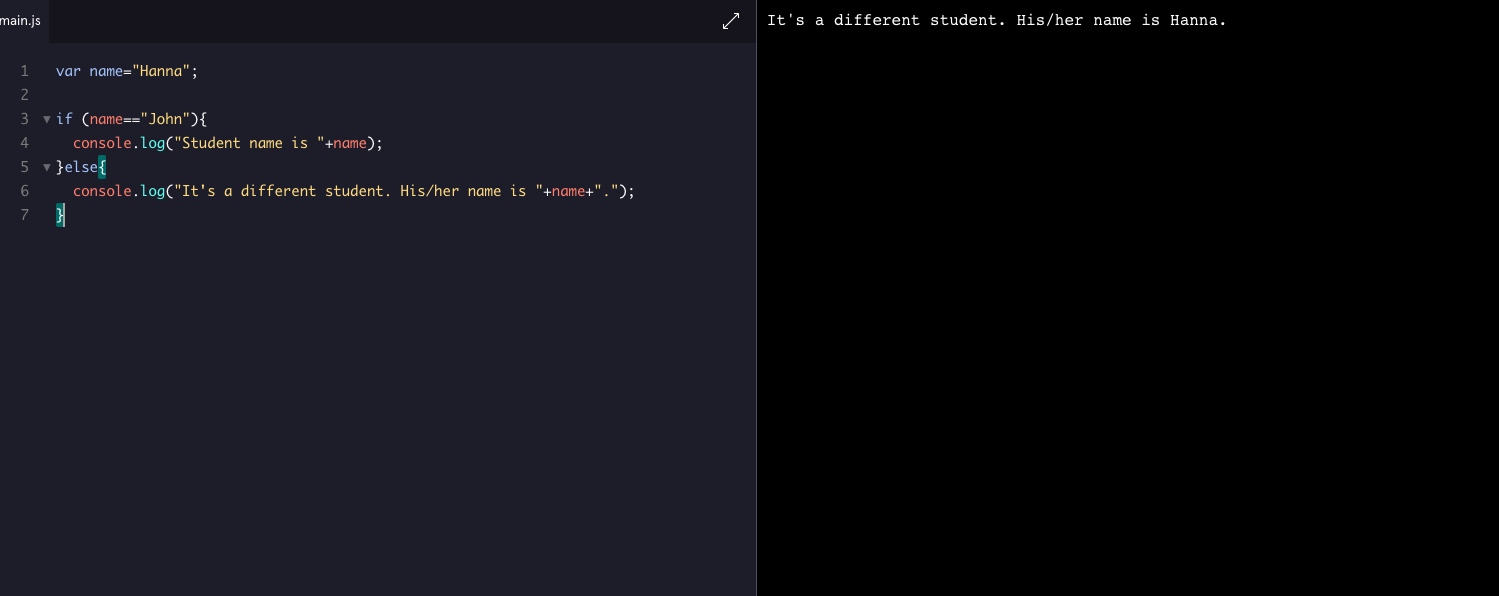 main.js
1 var name="Hanna";
2
3 if (name=="John"){
4 console.log("Student name is "+name);
5 }else{
6 console.log("It's a different student. His/her name is "+name+".");
7 }
It's a different student. His/her name is Hanna.